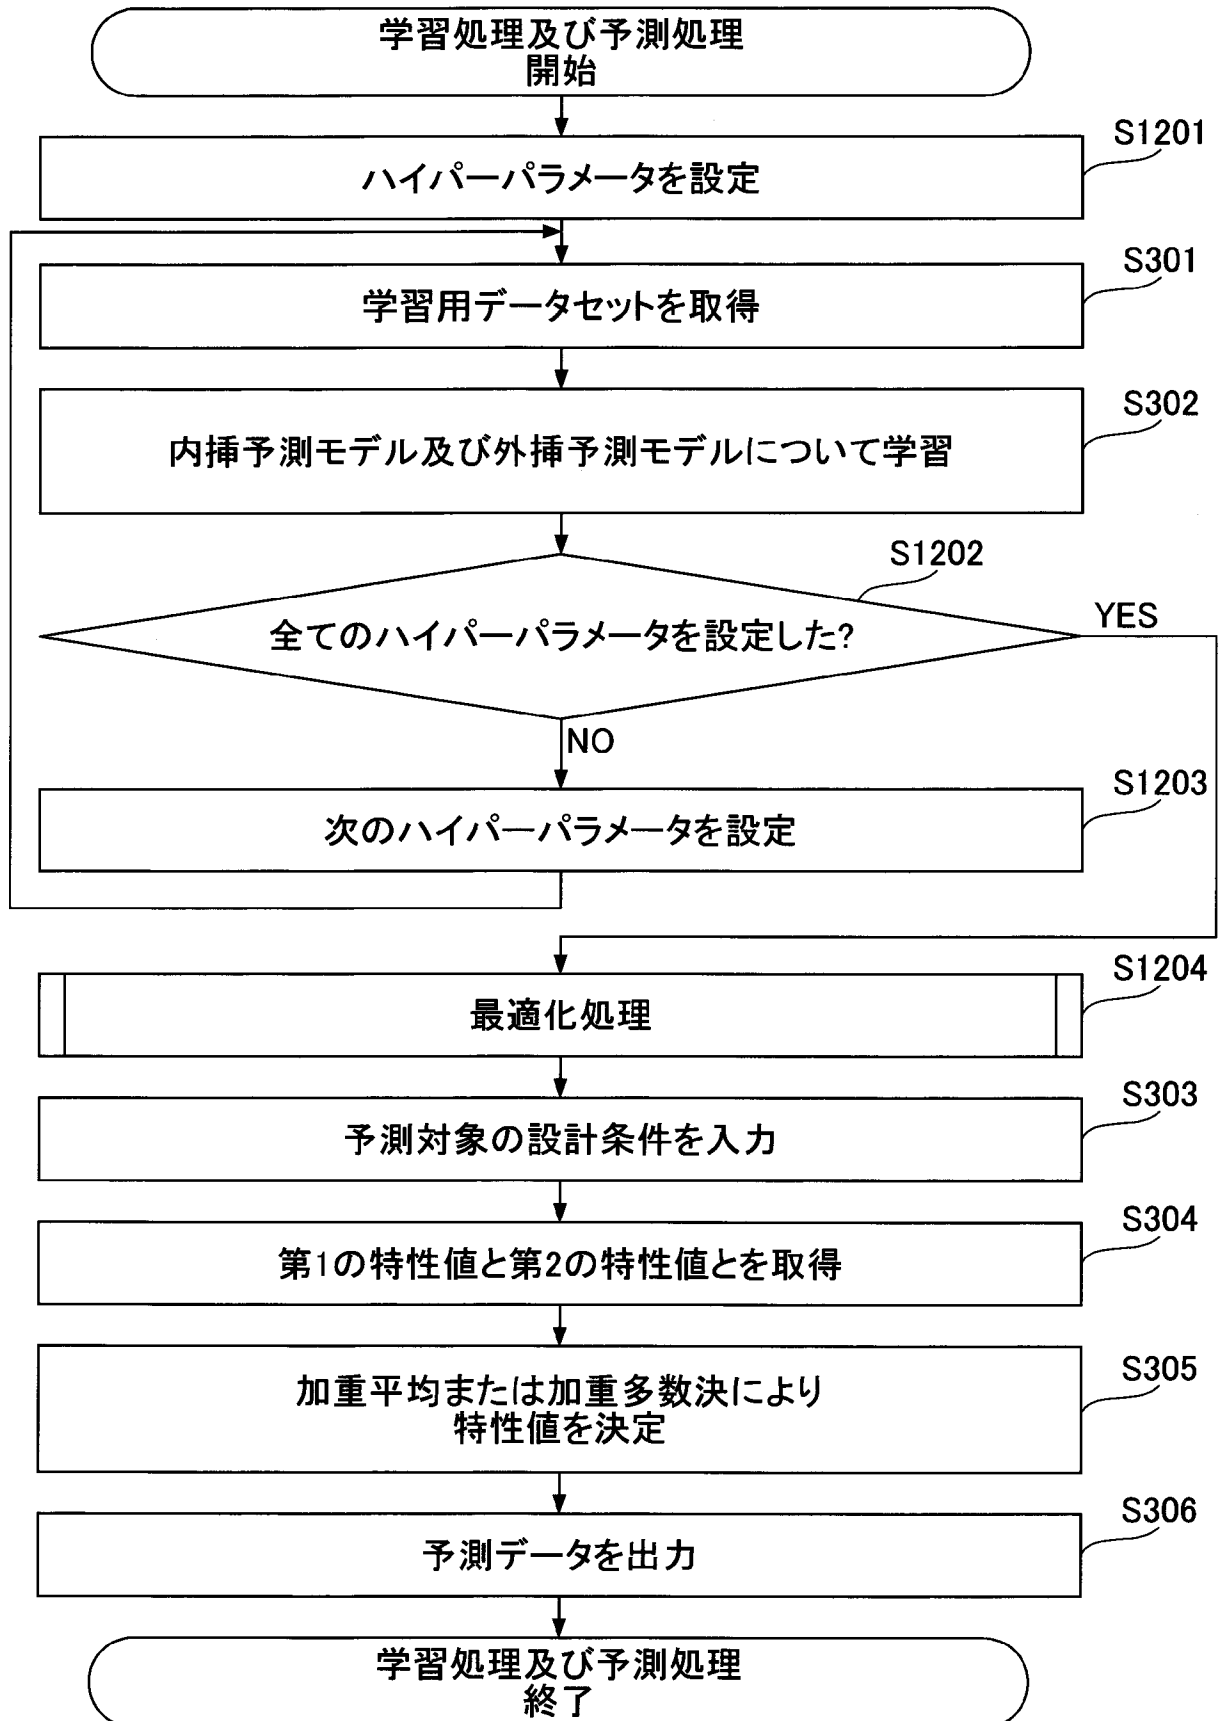 学習処理及び予測処理
開始
S1201
ハイパーパラメータを設定
S301
学習用データセットを取得
S302
内挿予測モデル及び外挿予測モデルについて学習
S1202
全てのハイパーパラメータを設定した?
YES
NO
S1203
次のハイパーパラメータを設定
S1204
最適化処理
S303
予測対象の設計条件を入力
S304
第1の特性値と第2の特性値とを取得
S305
加重平均または加重多数決により
特性値を決定
S306
予測データを出力
学習処理及び予測処理
終了